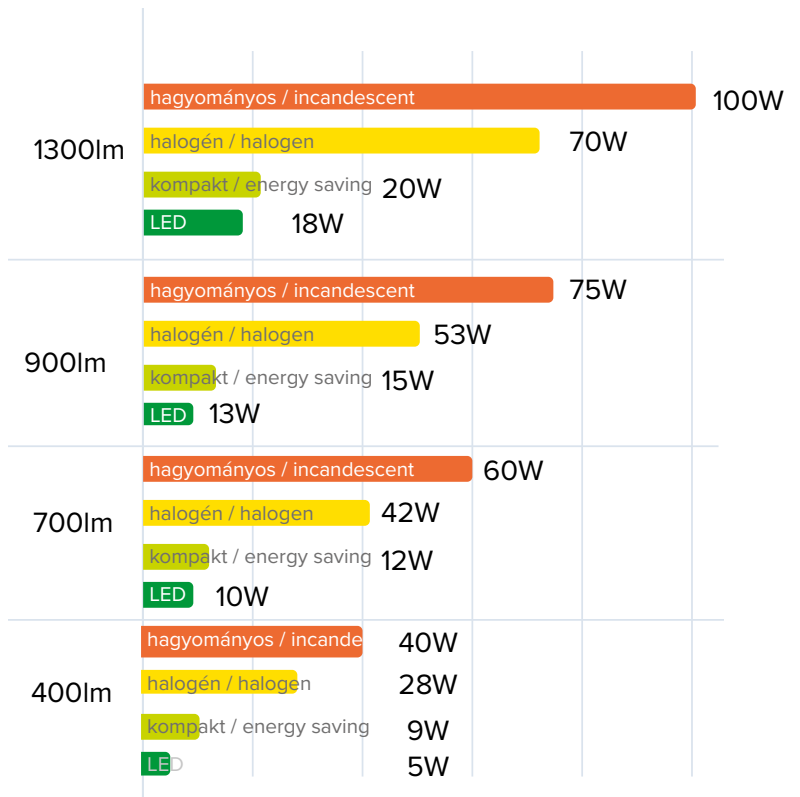 hagyományos / incandescent 100W
1300lm
halogén / halogen 70W
kompakt / energy saving 20W
LED 18W
hagyományos / incandescent 75W
halogén / halogen 53W
900lm
kompakt / energy saving 15W
LED 13W
hagyományos / incandescent 60W
700lm
halogén / halogen 42W
kompakt / energy saving 12W
LED 10W
hagyományos / incande 40W
400lm
halogén / halogen 28W
kompakt / energy saving 9W
LED 5W